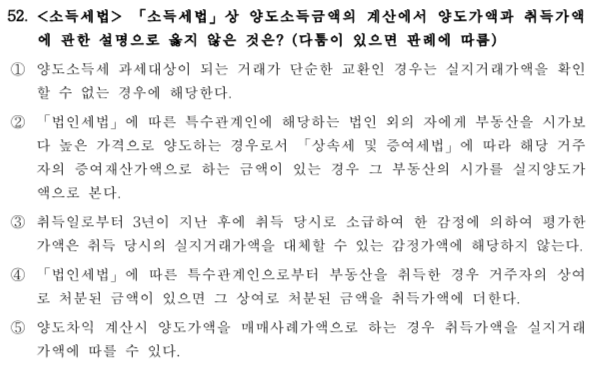 52. <소득세법> 「소득세법」상 양도소득금액의 계산에서 양도가액과 취득가액
에 관한 설명으로 옳지 않은 것은? (다툼이 있으면 판례에 따름)
① 양도소득세 과세대상이 되는 거래가 단순한 교환인 경우는 실지거래가액을 확인
할 수 없는 경우에 해당한다.
② 「법인세법」에 따른 특수관계인에 해당하는 법인 외의 자에게 부동산을 시가보
다 높은 가격으로 양도하는 경우로서 「상속세 및 증여세법」에 따라 해당 거주
자의 증여재산가액으로 하는 금액이 있는 경우 그 부동산의 시가를 실지양도가
액으로 본다.
③ 취득일로부터 3년이 지난 후에 취득 당시로 소급하여 한 감정에 의하여 평가한
가액은 취득 당시의 실지거래가액을 대체할 수 있는 감정가액에 해당하지 않는다.
④ 「법인세법」에 따른 특수관계인으로부터 부동산을 취득한 경우 거주자의 상여
로 처분된 금액이 있으면 그 상여로 처분된 금액을 취득가액에 더한다.
⑤ 양도차익 계산시 양도가액을 매매사례가액으로 하는 경우 취득가액을 실지거래
가액에 따를 수 있다.